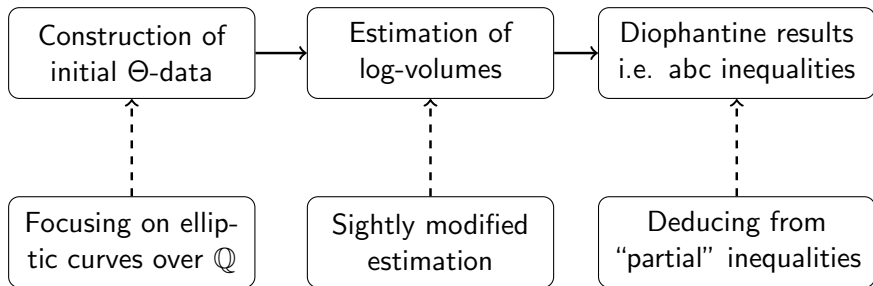 Construction of
initial Θ-data
Estimation of
log-volumes
Diophantine results
i.e. abc inequalities
Focusing on ellip-
tic curves over ℚ
Sightly modified
estimation
Deducing from
“partial” inequalities